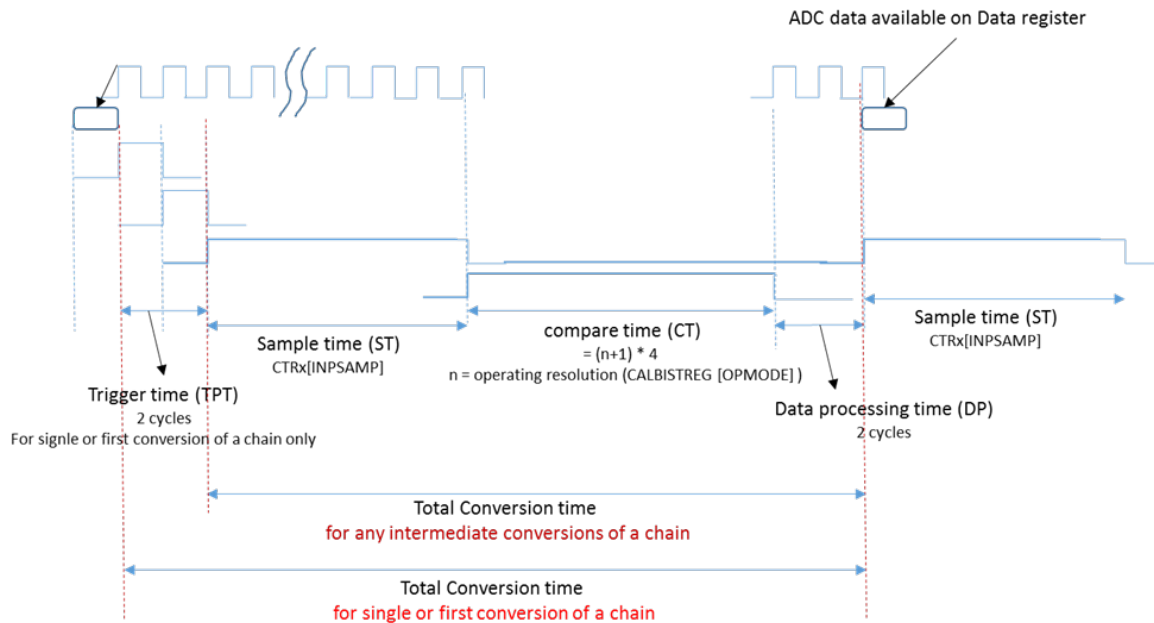 ADC data available on Data register
Sample time (ST)
CTRx[INPSAMP]
compare time (CT)
= (n+1) * 4
n = operating resolution (CALBISTREG [OPMODE] )
Sample time (ST)
CTRx[INPSAMP]
Trigger time (TPT)
2 cycles
For signle or first conversion of a chain only
Data processing time (DP)
2 cycles
Total Conversion time
for any intermediate conversions of a chain
Total Conversion time
for single or first conversion of a chain